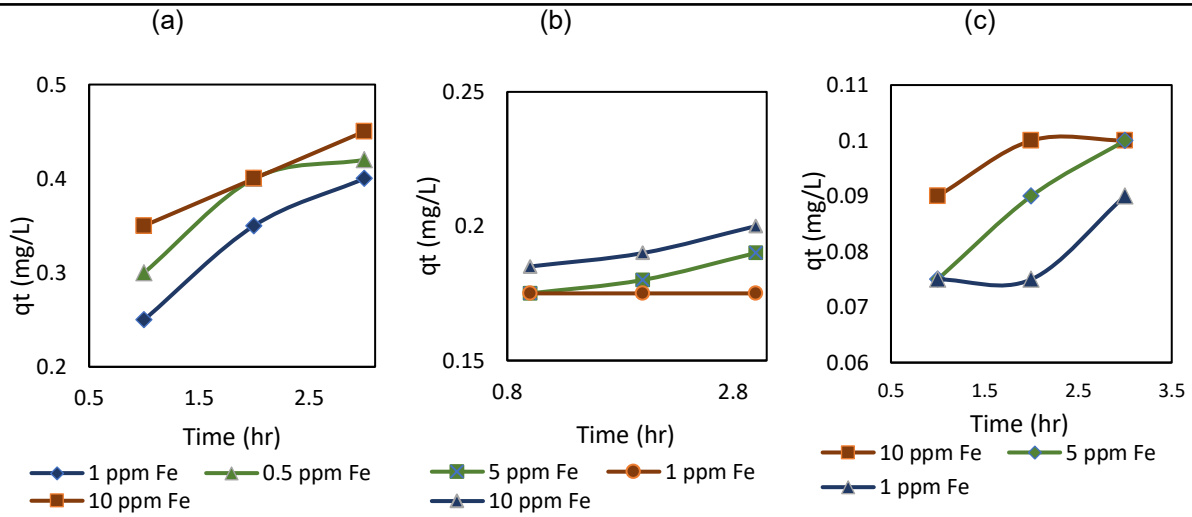 (a)
(b)
(c)
0.5
0.4
0.3
0.2
qt (mg/L)
0.5 1.5 2.5
Time (hr)
1 ppm Fe 0.5 ppm Fe
10 ppm Fe
0.25
0.2
0.15
qt (mg/L)
0.8 2.8
Time (hr)
5 ppm Fe 1 ppm Fe
10 ppm Fe
0.11
0.1
0.09
0.08
0.07
0.06
qt (mg/L)
0.5 1.5 2.5 3.5
Time (hr)
10 ppm Fe 5 ppm Fe
1 ppm Fe